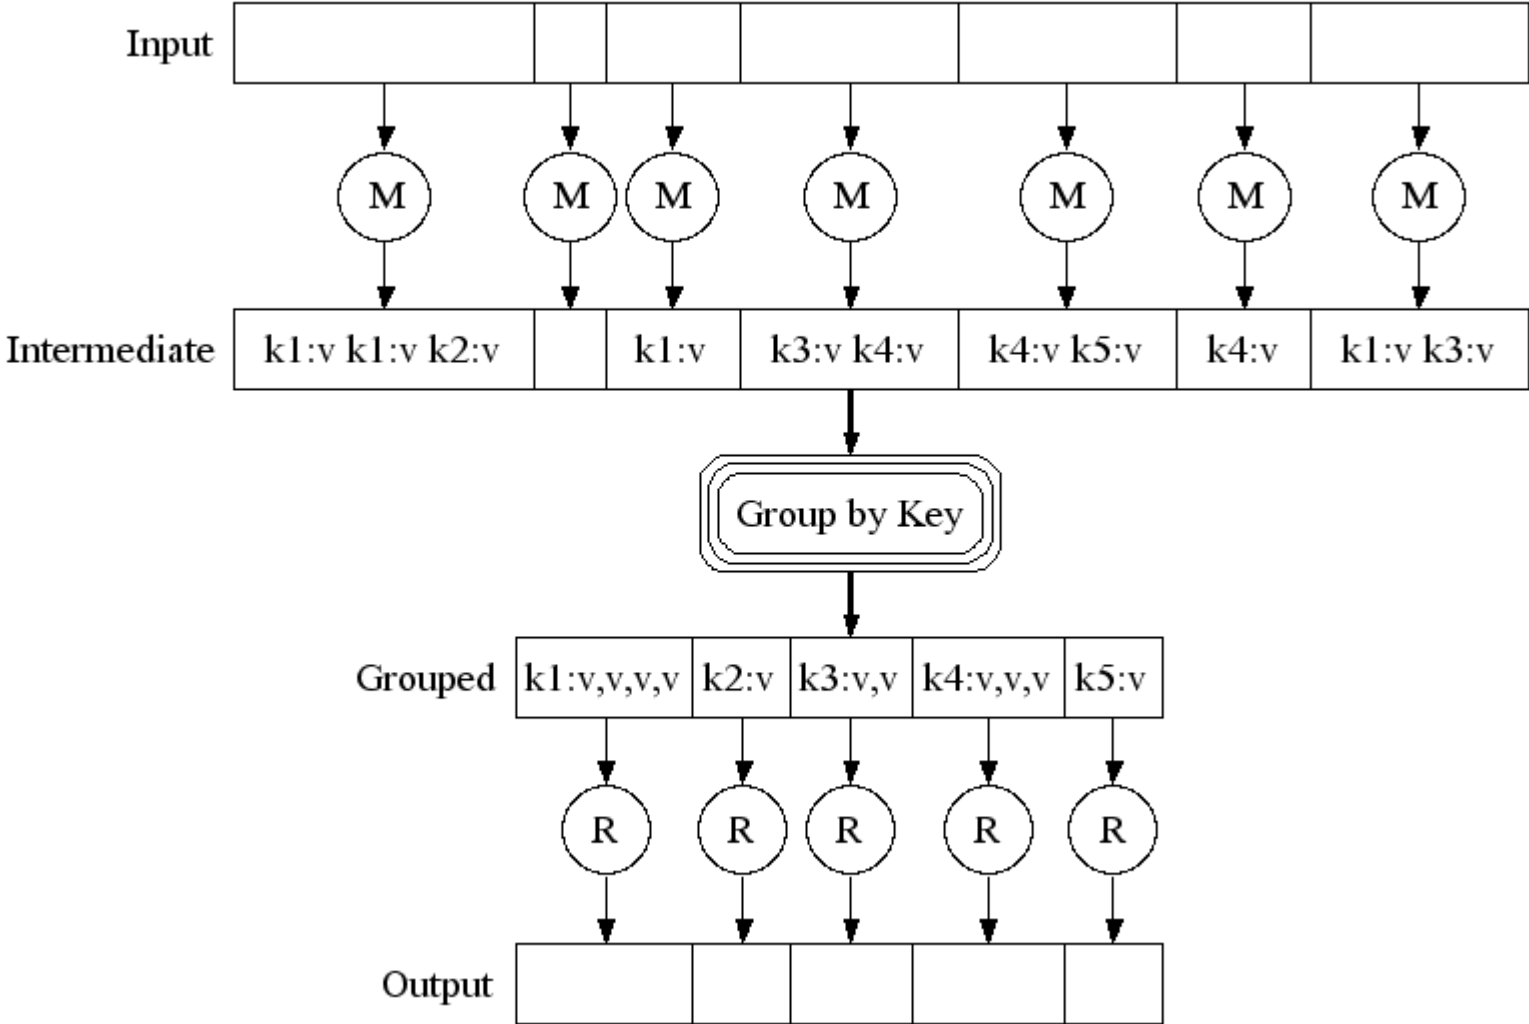 Input
M M M M M M M
Intermediate k1:v k1:v k2:v k1:v k3:v k4:v k4:v k5:v k4:v k1:v k3:v
Group by Key
Grouped k1:v,v,v,v k2:v k3:v,v k4:v,v,v k5:v
R R R R R
Output